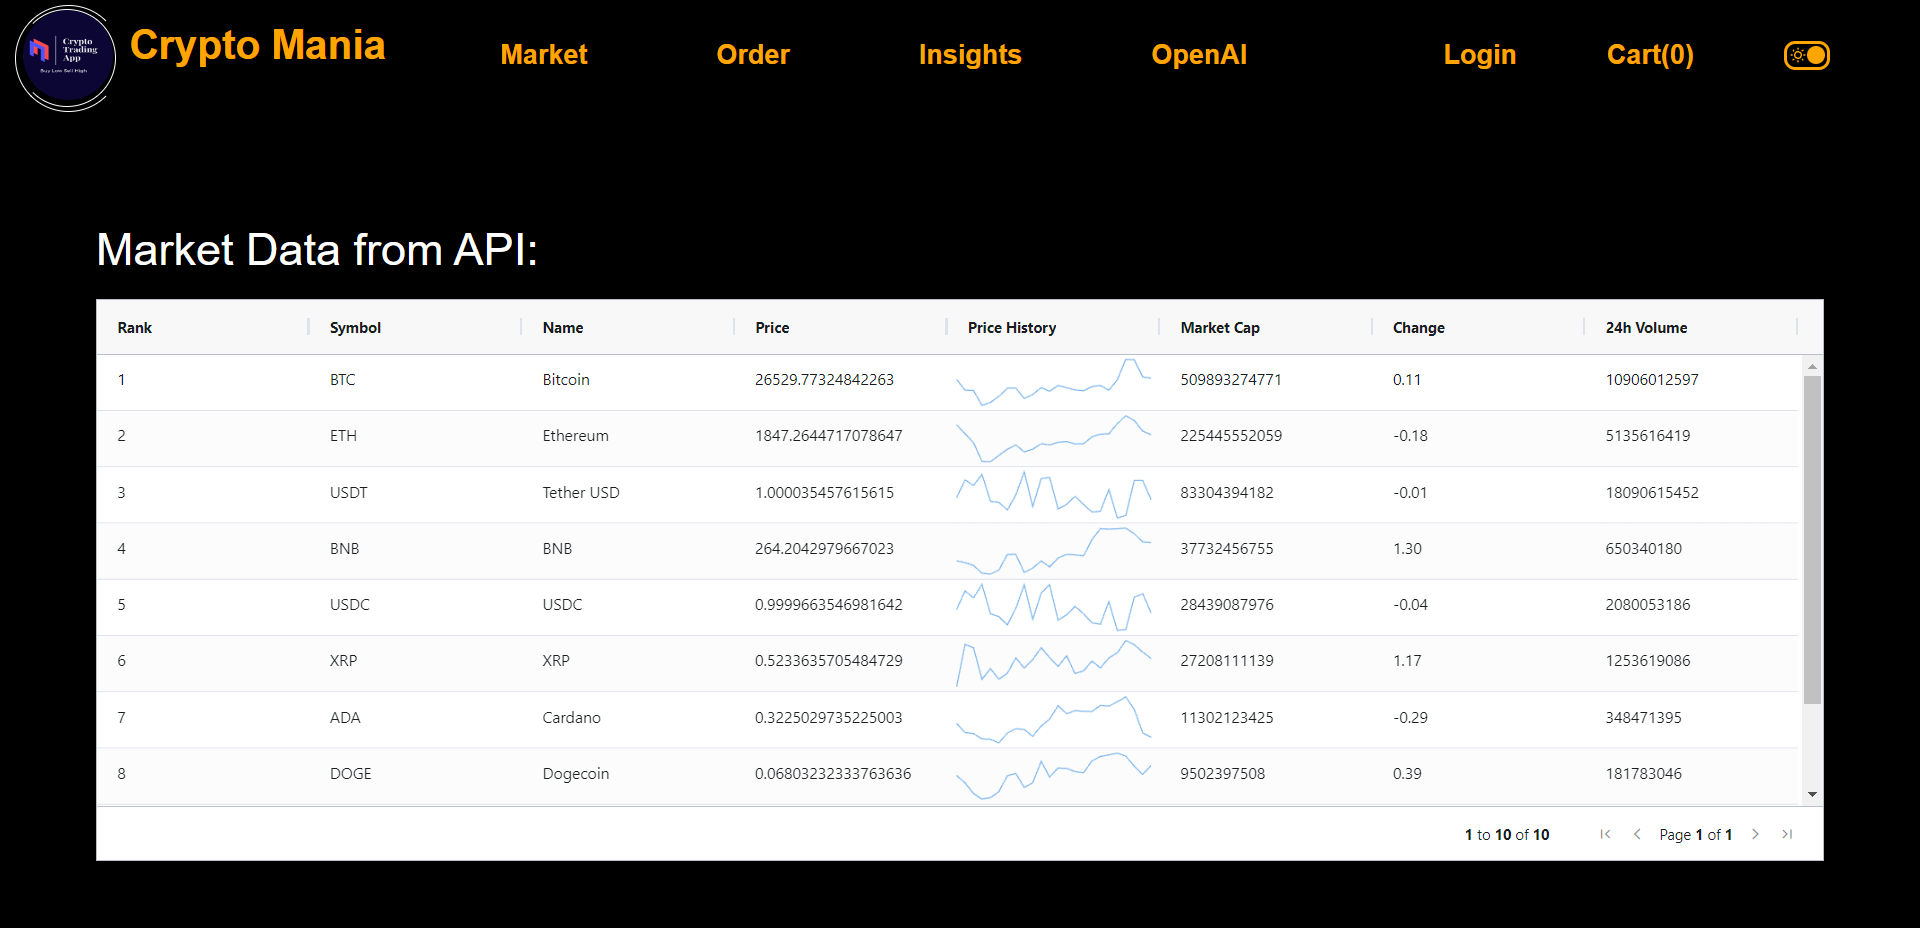 Crypto
Trading
App
Buy Low Sell High
Crypto Mania
Market Order Insights OpenAI Login Cart(0)
Market Data from API:
Rank Symbol Name Price Price History Market Cap Change 24h Volume
1 BTC Bitcoin 26529.77324842263 509893274771 0.11 10906012597
2 ETH Ethereum 1847.2644717078647 225445552059 -0.18 5135616419
3 USDT Tether USD 1.000035457615615 83304394182 -0.01 18090615452
4 BNB BNB 264.2042979667023 37732456755 1.30 650340180
5 USDC USDC 0.9999663546981642 28439087976 -0.04 2080053186
6 XRP XRP 0.5233635705484729 27208111139 1.17 1253619086
7 ADA Cardano 0.3225029735225003 11302123425 -0.29 348471395
8 DOGE Dogecoin 0.06803232333763636 9502397508 0.39 181783046
1 to 10 of 10 Page 1 of 1